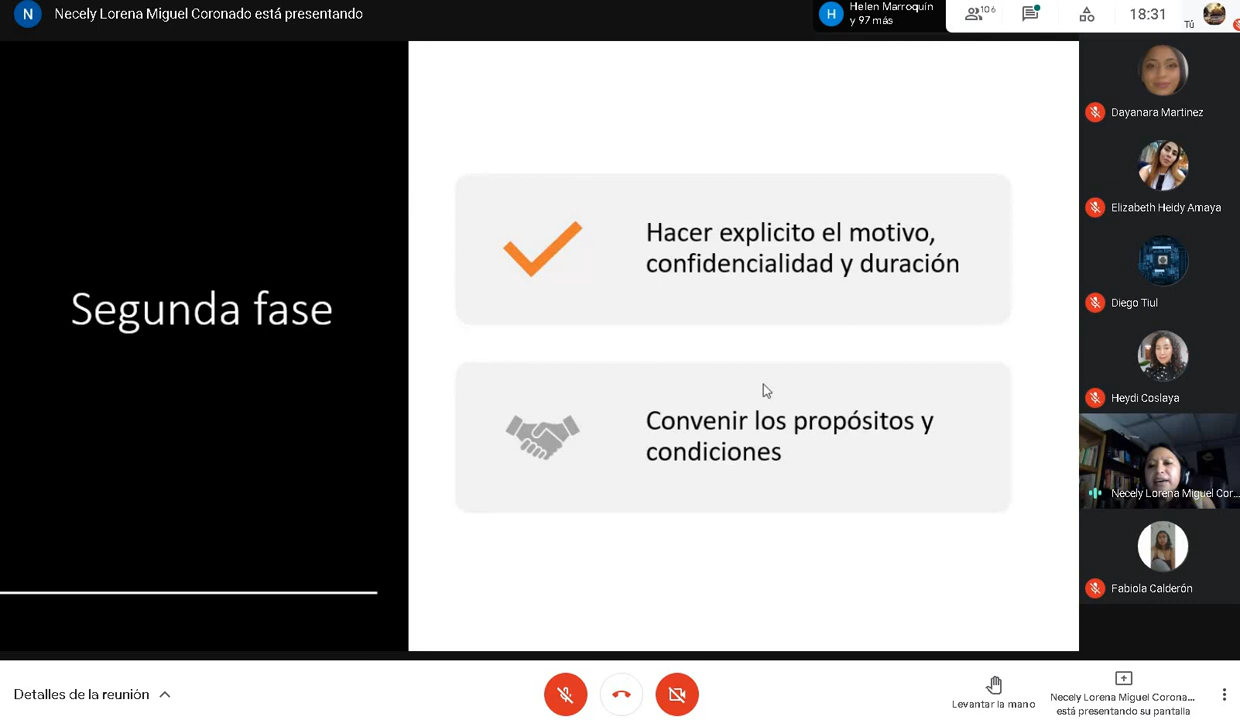 N
Necely Lorena Miguel Coronado está presentando
H
Helen Marroquín
y 97 más
106
18:31
Tú
Segunda fase
Hacer explicito el motivo,
confidencialidad y duración
Convenir los propósitos y
condiciones
Dayanara Martinez
Elizabeth Heidy Amaya
Diego Tiul
Heydi Coslaya
Necely Lorena Miguel Cor...
Fabiola Calderón
Detalles de la reunión
Levantar la mano
Necely Lorena Miguel Corona...
está presentando su pantalla